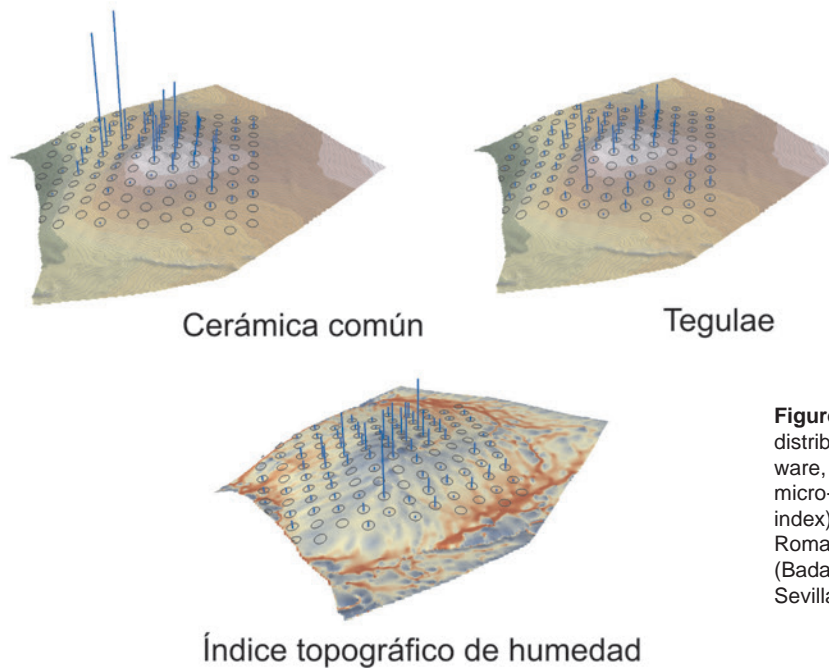 Cerámica común
Tegulae
Índice topográfico de humedad
Figure
distrib
ware,
micro-
index)
Roma
(Bada
Sevilla